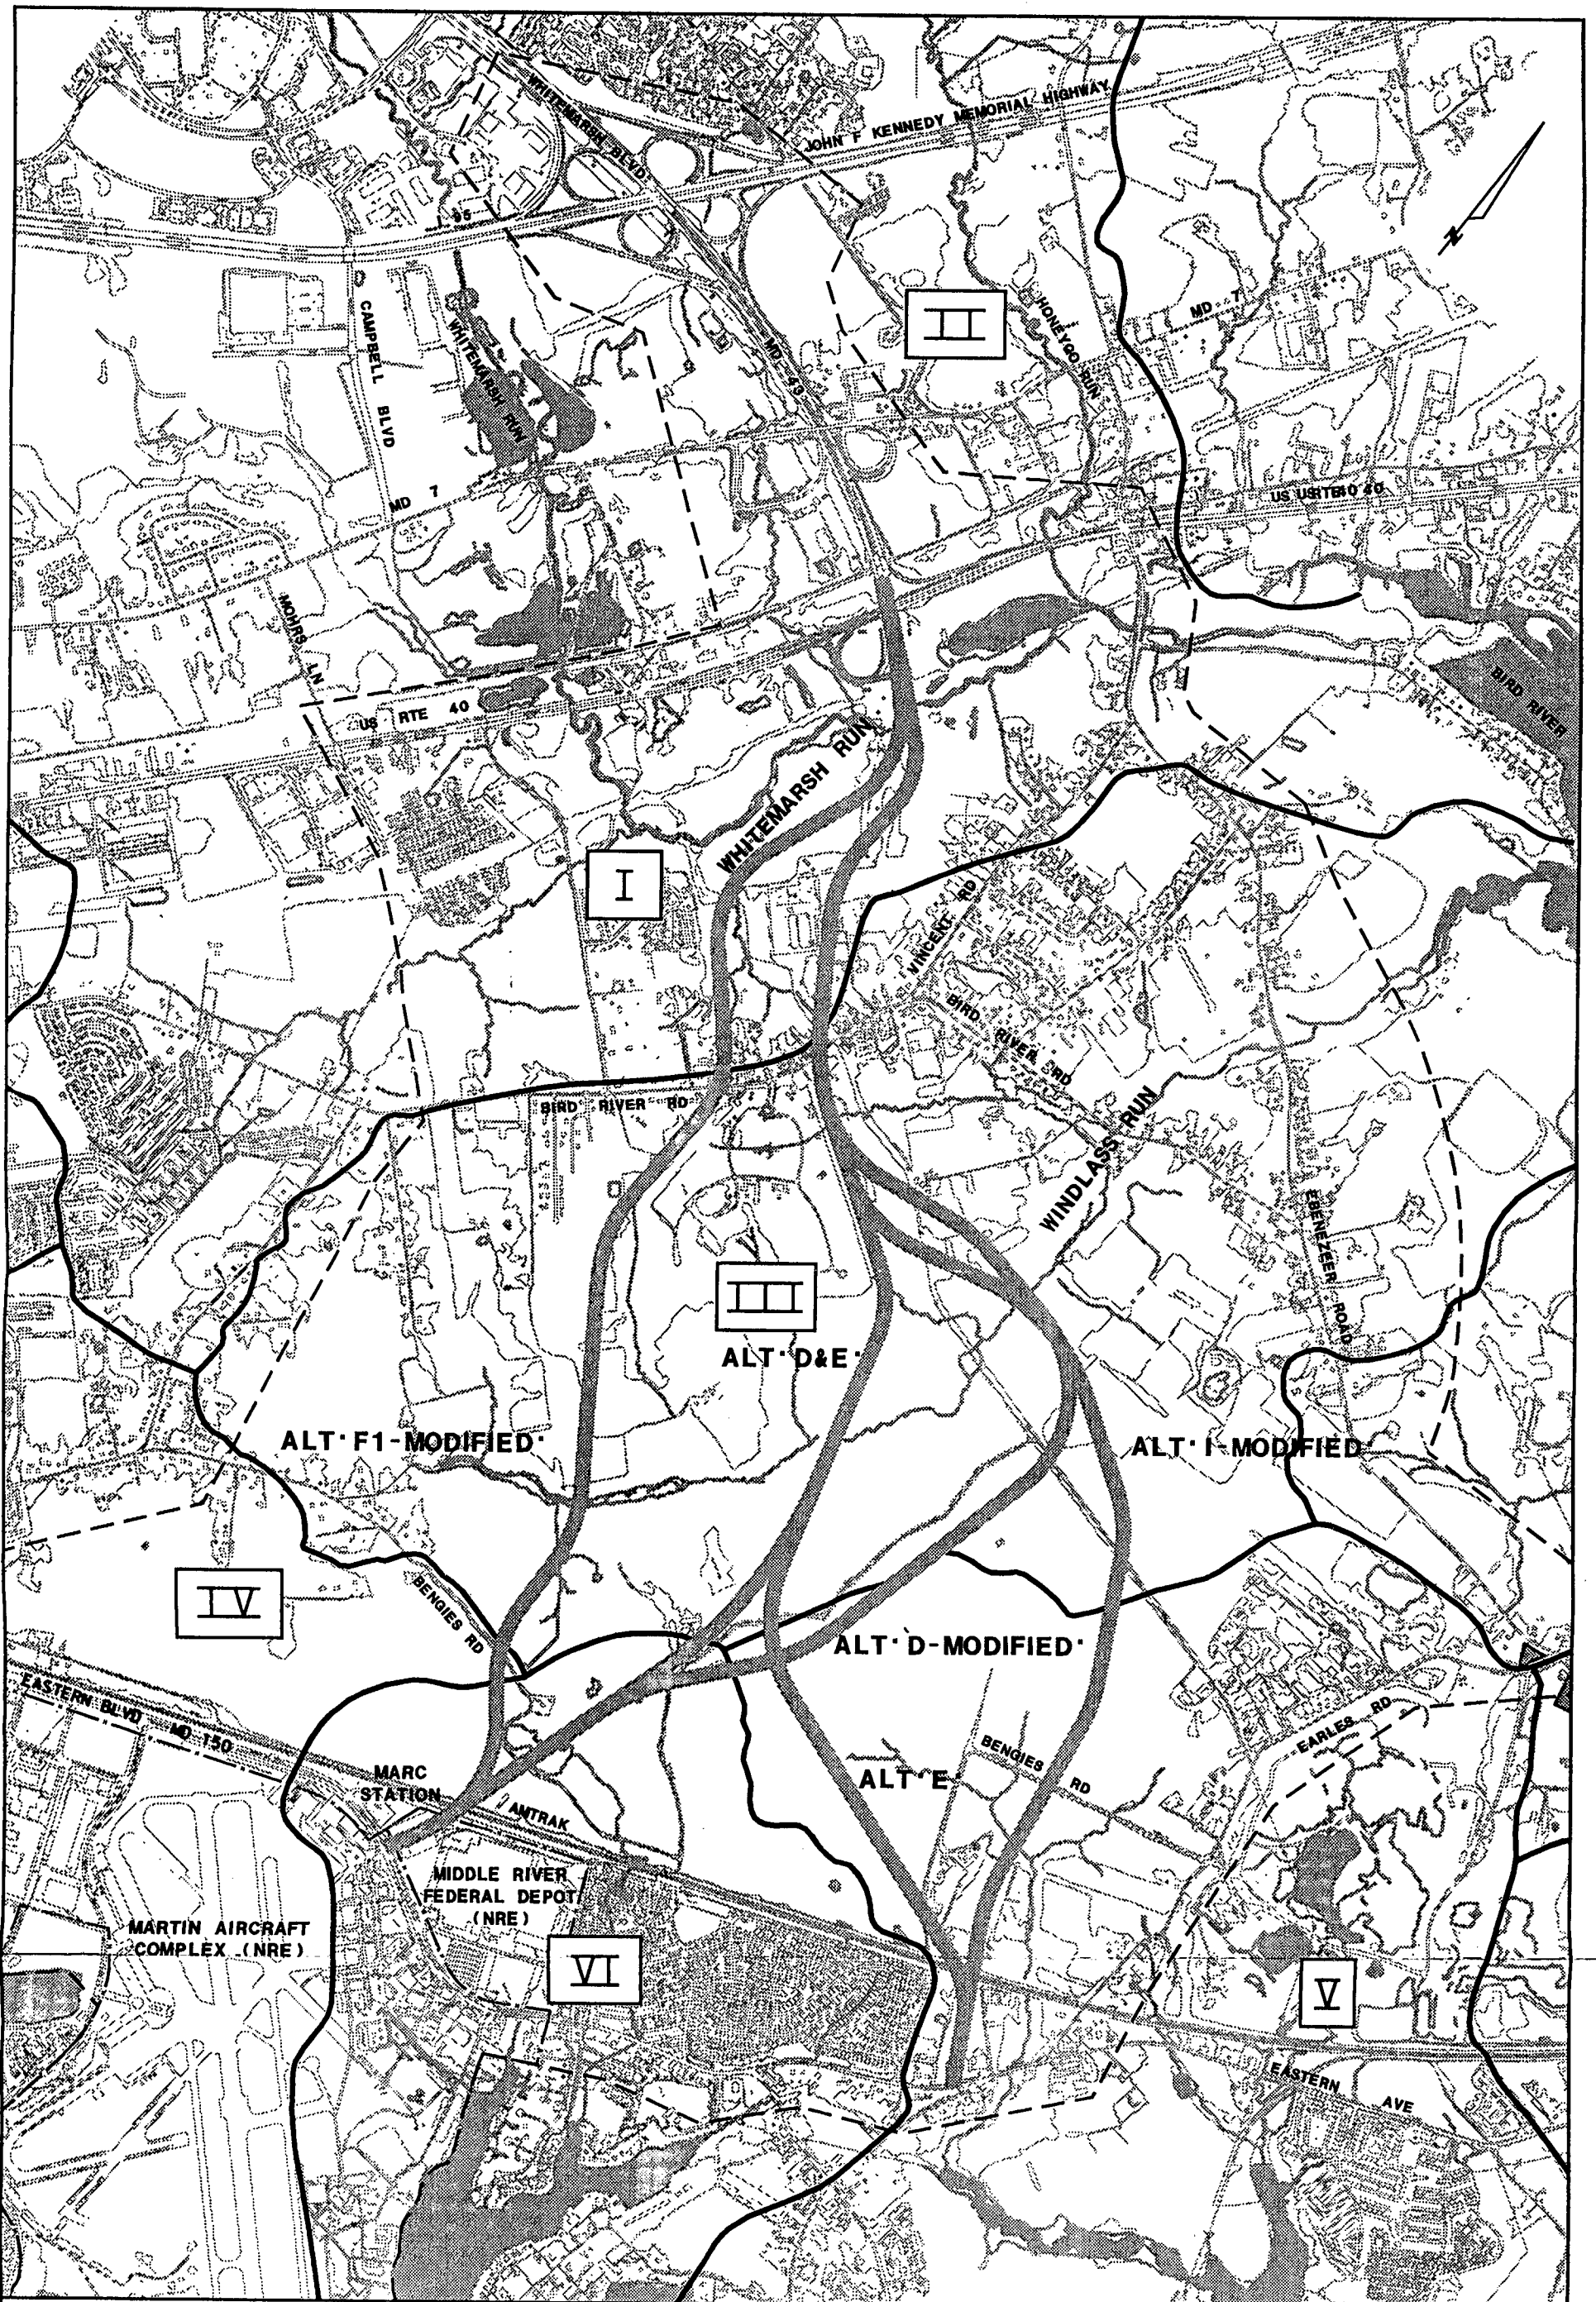 WHITEMARSH BLVD
JOHN F KENNEDY MEMORIAL HIGHWAY
I-95
N
II
MD 7
HONEYGO RUN
CAMPBELL BLVD
WHITEMARSH RUN
MD 43
MD 7
US RTE 40
MOHRS LN
US RTE 40
BIRD RIVER
WHITEMARSH RUN
I
VINCENT RD
BIRD RIVER RD
BIRD RIVER RD
WINDLASS RUN
EBENEZEER ROAD
III
ALT. D&E.
ALT. F1-MODIFIED.
ALT. I-MODIFIED.
IV
BENGIES RD
ALT. D-MODIFIED.
EASTERN BLVD MD 150
EARLES RD
BENGIES RD
ALT. E.
MARC
STATION
AMTRAK
MIDDLE RIVER
FEDERAL DEPOT
(NRE)
MARTIN AIRCRAFT
COMPLEX (NRE)
VI
V
EASTERN AVE